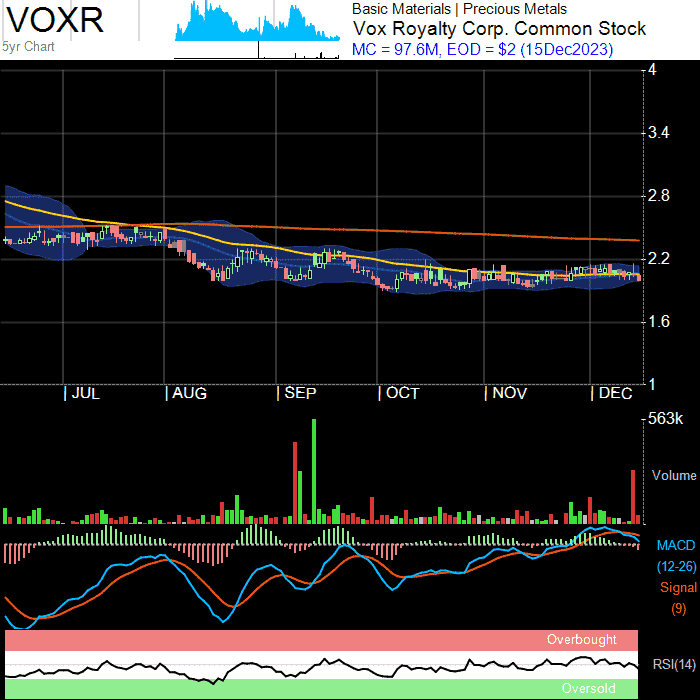 VOXR
5yr Chart
Basic Materials | Precious Metals
Vox Royalty Corp. Common Stock
MC = 97.6M, EOD = $2 (15Dec2023)
4
3.4
2.8
2.2
1.6
1
JUL
AUG
SEP
OCT
NOV
DEC
563k
Volume
MACD
(12-26)
Signal
(9)
Overbought
RSI(14)
Oversold